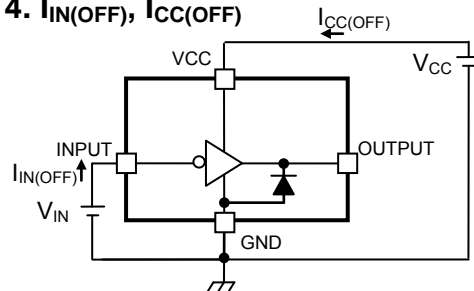 4. IIN(OFF), ICC(OFF)
ICC(OFF)
VCC
VCC
INPUT
OUTPUT
IIN(OFF)
VIN
GND